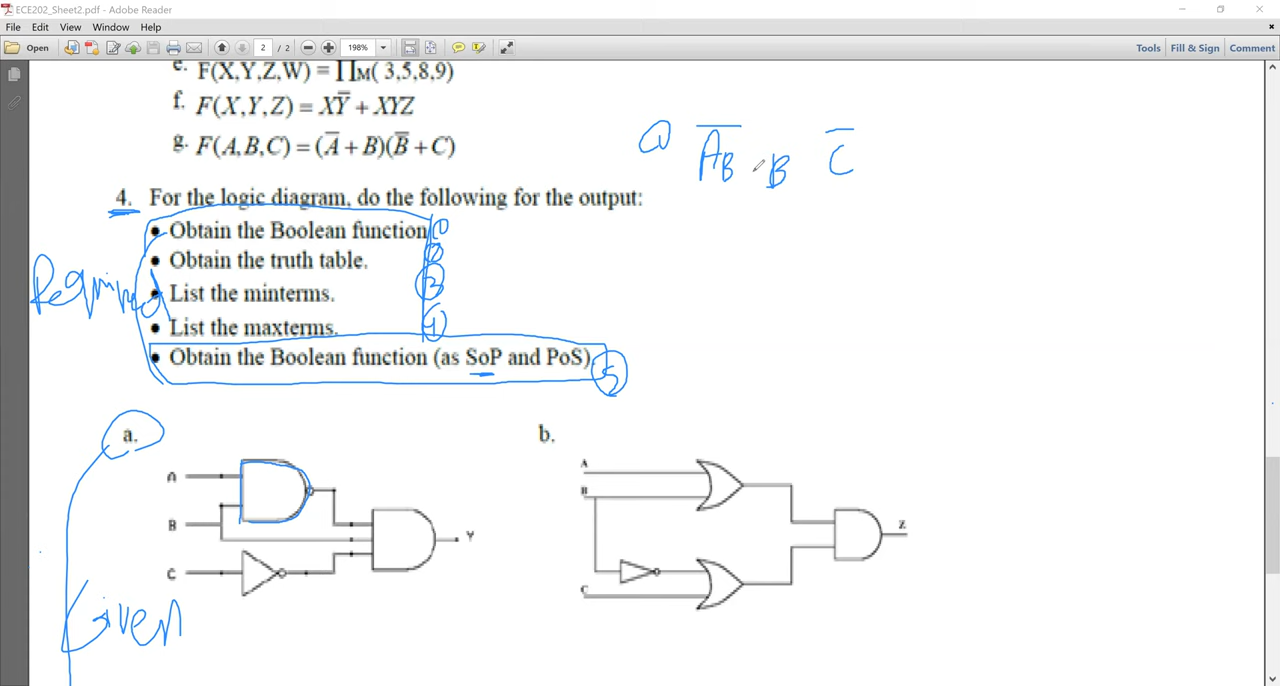 ECE202_Sheet2.pdf - Adobe Reader
File Edit View Window Help
Open 2 / 2 198% Tools Fill & Sign Comment
e. F(X,Y,Z,W) = ∏M( 3,5,8,9)
f. F(X,Y,Z) = XY̅ + XYZ
g. F(A,B,C) = (A̅ + B)(B̅ + C)
A̅B̅ . B C̅
4. For the logic diagram, do the following for the output:
• Obtain the Boolean function 1
• Obtain the truth table. 2
• List the minterms. 3
• List the maxterms. 4
• Obtain the Boolean function (as SoP and PoS). 5
Required
a. b.
A
B
C
Y
A
B
C
Z
Given